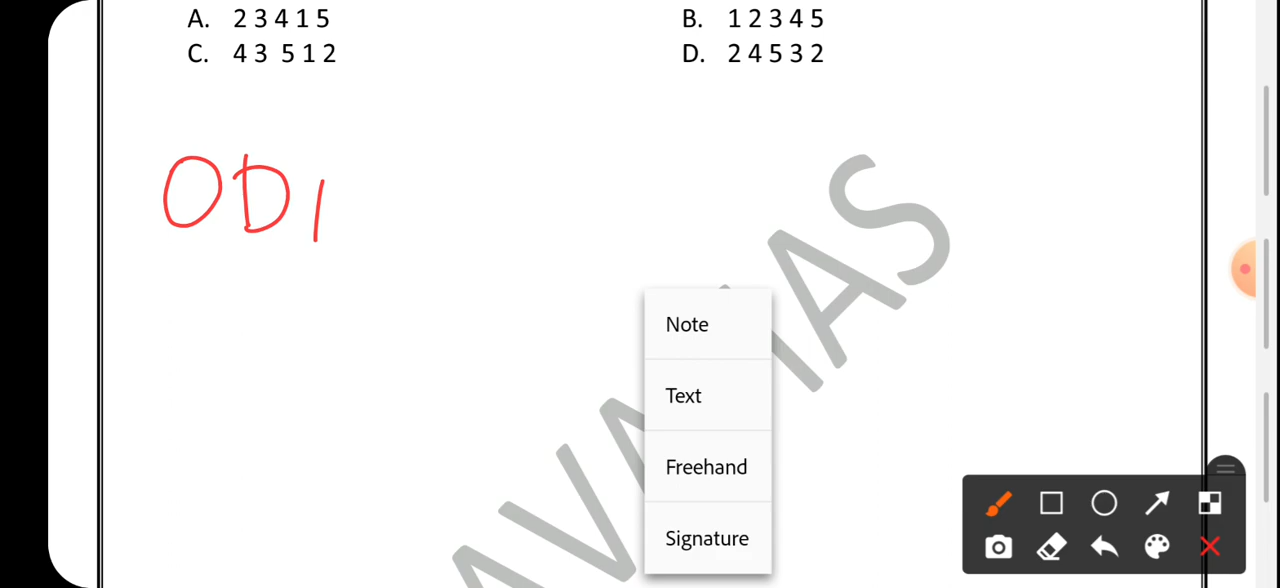 A. 2 3 4 1 5 B. 1 2 3 4 5
C. 4 3 5 1 2 D. 2 4 5 3 2
ODI
Note
Text
Freehand
Signature